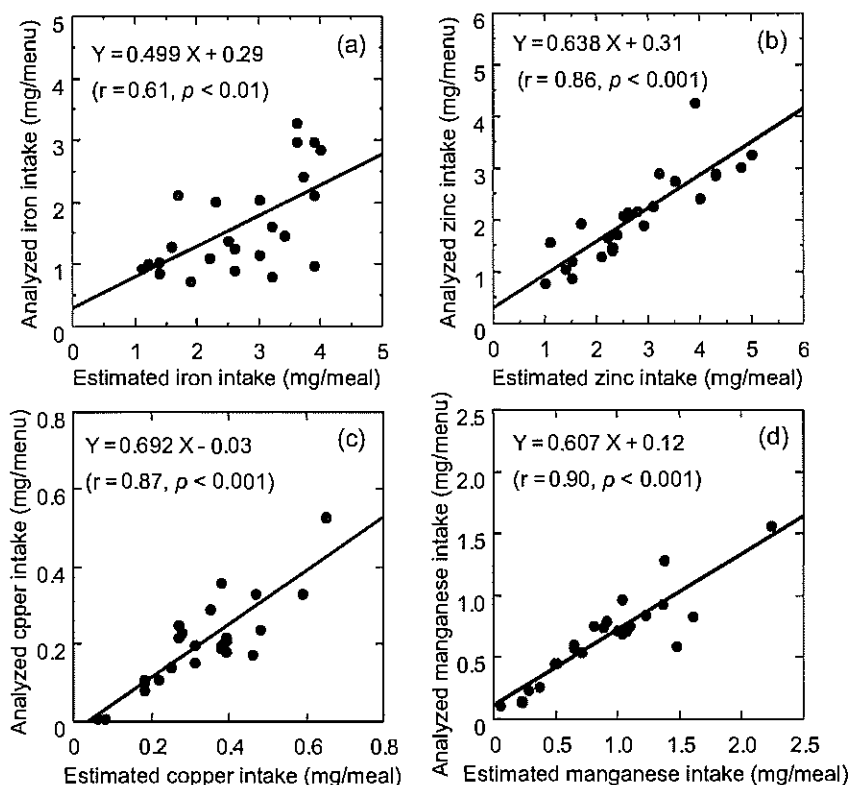 Y=0.499 X+0.29
(a)
(r=0.61, p < 0.01)
Analyzed iron intake (mg/menu)
5
4
3
2
1
0
0 1 2 3 4 5
Estimated iron intake (mg/meal)
Y=0.638 X+0.31
(b)
(r=0.86, p < 0.001)
Analyzed zinc intake (mg/menu)
6
5
4
3
2
1
0
0 1 2 3 4 5 6
Estimated zinc intake (mg/meal)
Y=0.692 X-0.03
(c)
(r=0.87, p < 0.001)
Analyzed cpper intake (mg/menu)
0.8
0.6
0.4
0.2
0
0.2 0.4 0.6 0.8
Estimated copper intake (mg/meal)
Y=0.607 X+0.12
(d)
(r=0.90, p < 0.001)
Analyzed manganese intake (mg/menu)
2.5
2.0
1.5
1.0
0.5
0
0 0.5 1.0 1.5 2.0 2.5
Estimated manganese intake (mg/meal)